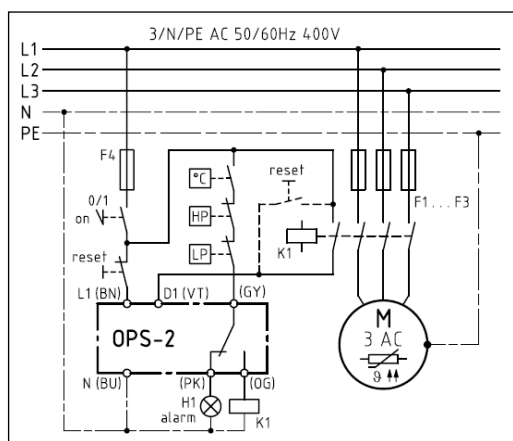 3/N/PE AC 50/60Hz 400V
L1
L2
L3
N
PE
F4
°C
reset
0/1
on
HP
F1...F3
K1
reset
LP
L1 (BN)
D1 (VT)
(GY)
M
3 AC
ϑ
OPS-2
N (BU)
(PK)
(OG)
H1
alarm
K1